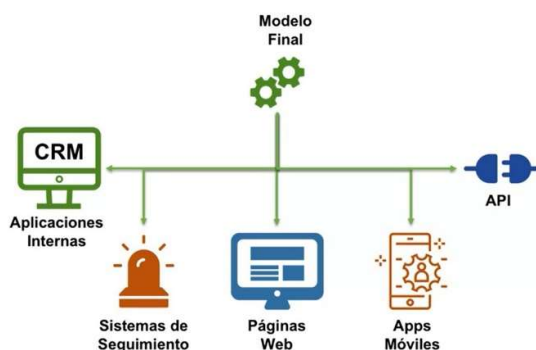 Modelo
Final
CRM
Aplicaciones
Internas
API
Sistemas de
Seguimiento
Páginas
Web
Apps
Móviles